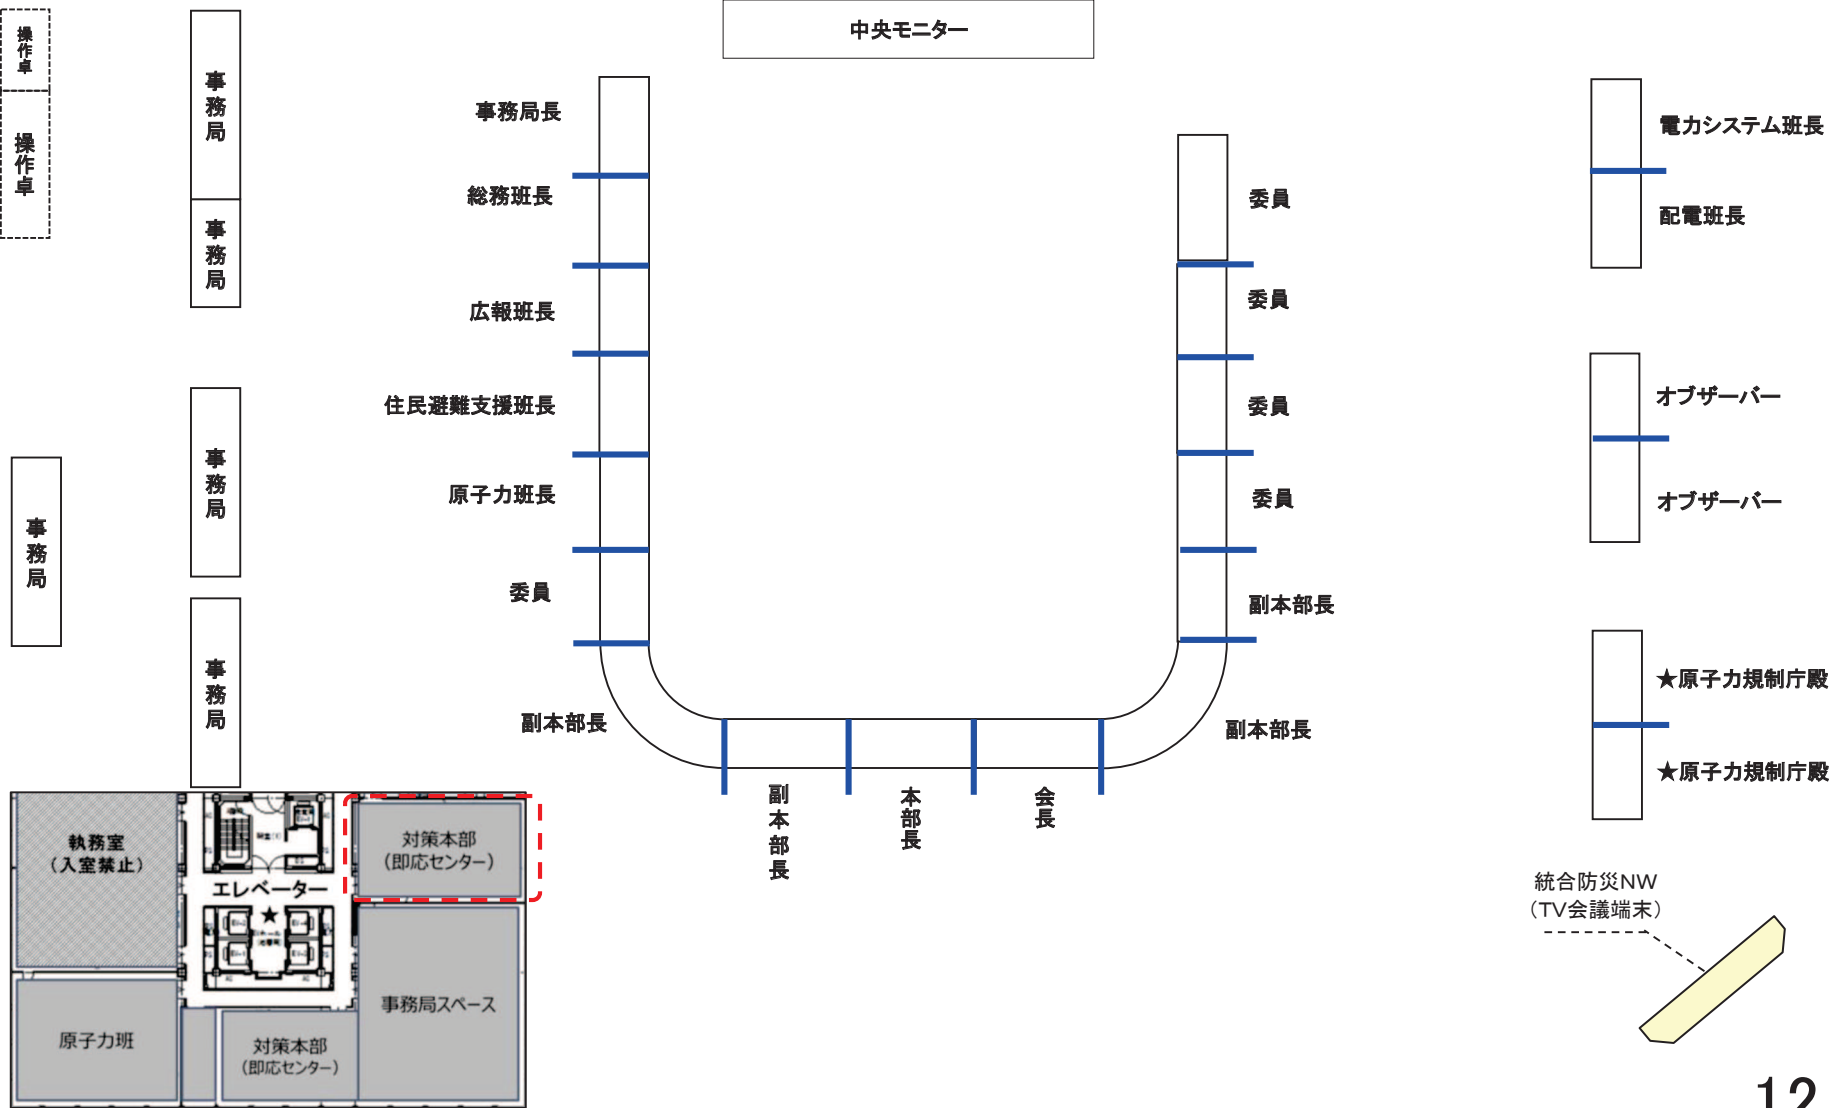 中央モニター
操作卓
操作卓
事務局
事務局
事務局
事務局
事務局
事務局長
総務班長
広報班長
住民避難支援班長
原子力班長
委員
副本部長
副本部長
本部長
会長
副本部長
副本部長
委員
委員
委員
委員
電力システム班長
配電班長
オブザーバー
オブザーバー
★原子力規制庁殿
★原子力規制庁殿
統合防災NW
（TV会議端末）
執務室
（入室禁止）
エレベーター
★
対策本部
（即応センター）
事務局スペース
原子力班
対策本部
（即応センター）
12